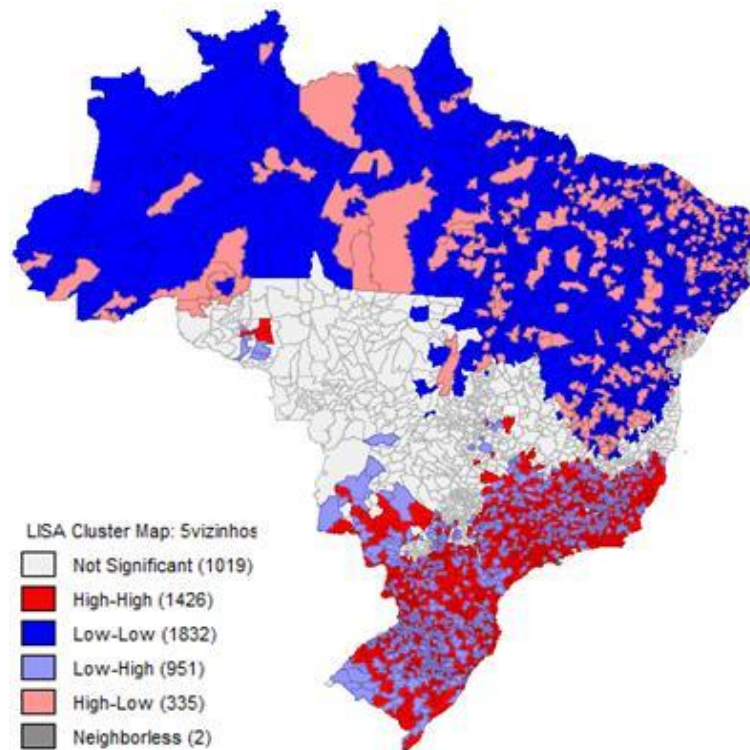 LISA Cluster Map: 5vizinhos
Not Significant (1019)
High-High (1426)
Low-Low (1832)
Low-High (951)
High-Low (335)
Neighborless (2)